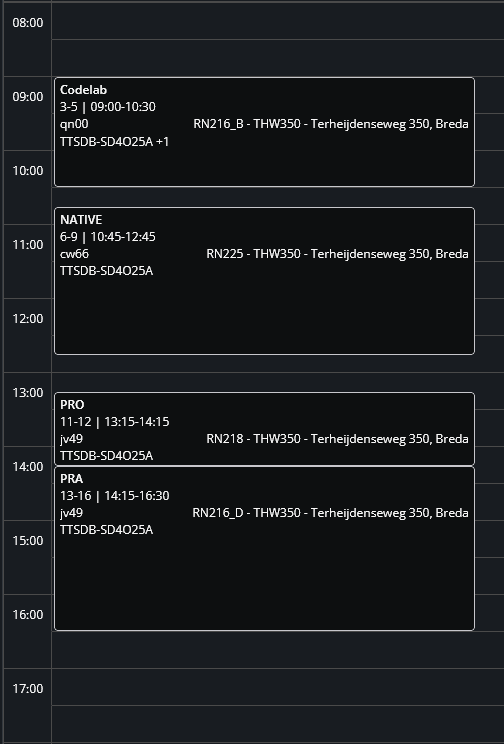 08:00
09:00
Codelab
3-5 | 09:00-10:30
qn00 RN216_B - THW350 - Terheijdenseweg 350, Breda
TTSDB-SD4O25A +1
10:00
NATIVE
6-9 | 10:45-12:45
11:00
cw66 RN225 - THW350 - Terheijdenseweg 350, Breda
TTSDB-SD4O25A
12:00
13:00
PRO
11-12 | 13:15-14:15
jv49 RN218 - THW350 - Terheijdenseweg 350, Breda
TTSDB-SD4O25A
14:00
PRA
13-16 | 14:15-16:30
jv49 RN216_D - THW350 - Terheijdenseweg 350, Breda
TTSDB-SD4O25A
15:00
16:00
17:00